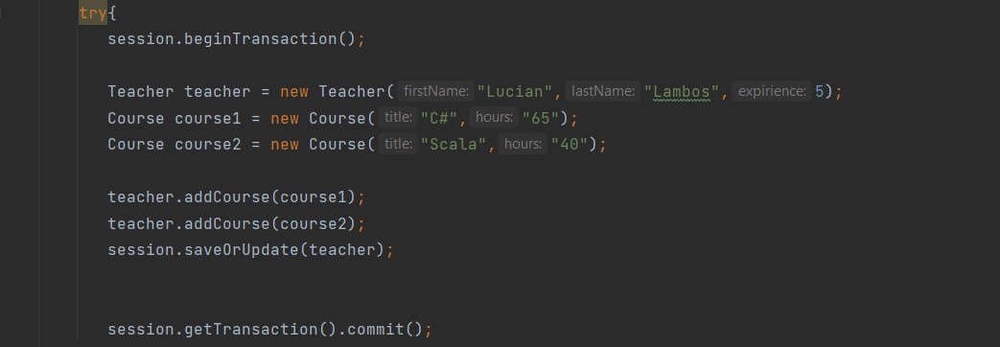 try{
session.beginTransaction();
Teacher teacher = new Teacher( firstName: "Lucian", lastName: "Lambos", expirience: 5);
Course course1 = new Course( title: "C#", hours: "65");
Course course2 = new Course( title: "Scala", hours: "40");
teacher.addCourse(course1);
teacher.addCourse(course2);
session.saveOrUpdate(teacher);
session.getTransaction().commit();